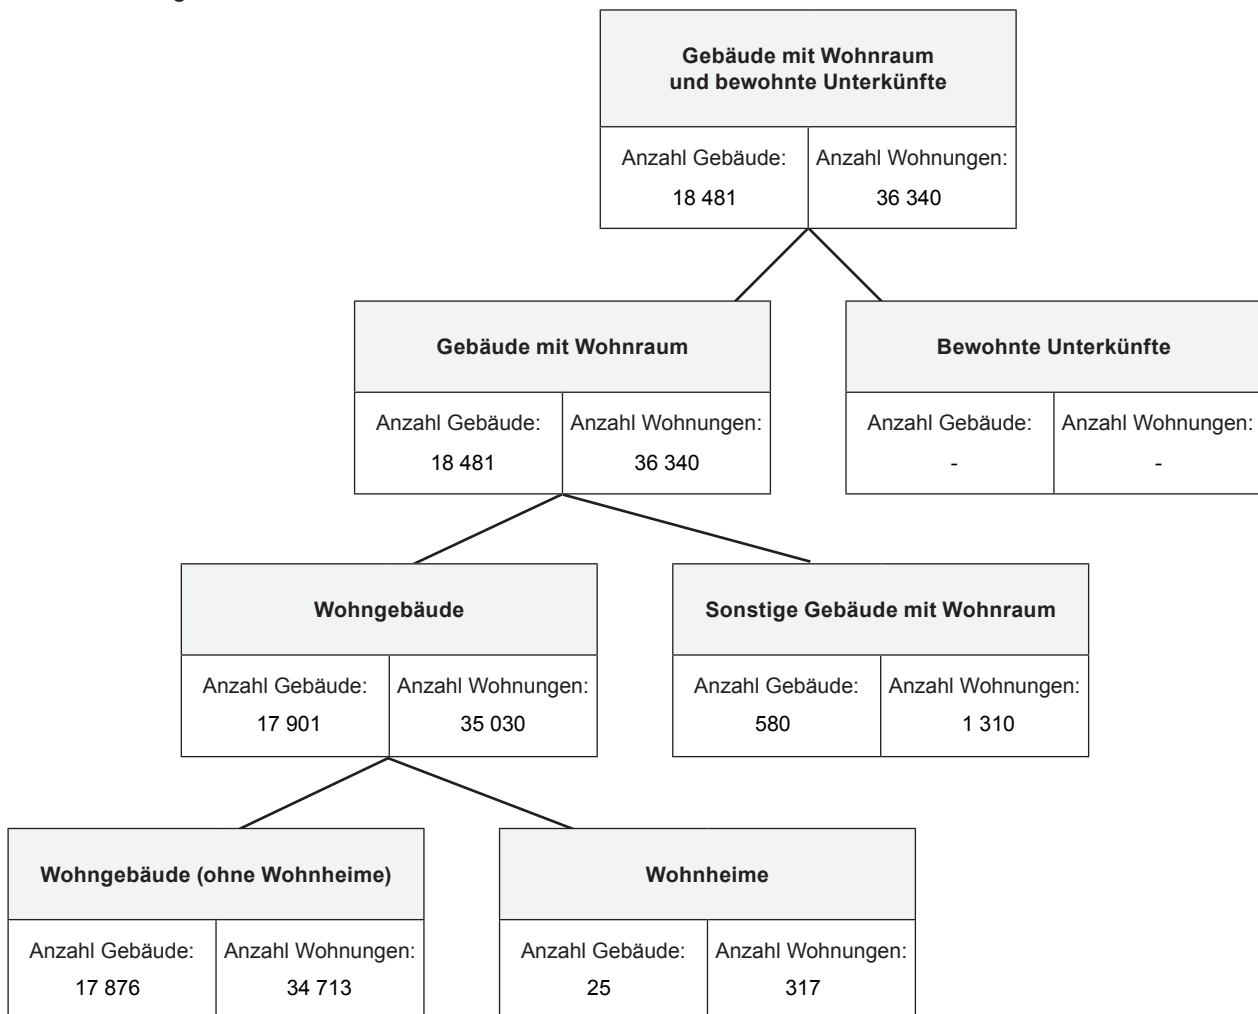 Gebäude mit Wohnraum
und bewohnte Unterkünfte
Anzahl Gebäude: Anzahl Wohnungen:
18 481 36 340
Gebäude mit Wohnraum Bewohnte Unterkünfte
Anzahl Gebäude: Anzahl Wohnungen: Anzahl Gebäude: Anzahl Wohnungen:
18 481 36 340 - -
Wohngebäude Sonstige Gebäude mit Wohnraum
Anzahl Gebäude: Anzahl Wohnungen: Anzahl Gebäude: Anzahl Wohnungen:
17 901 35 030 580 1 310
Wohngebäude (ohne Wohnheime) Wohnheime
Anzahl Gebäude: Anzahl Wohnungen: Anzahl Gebäude: Anzahl Wohnungen:
17 876 34 713 25 317